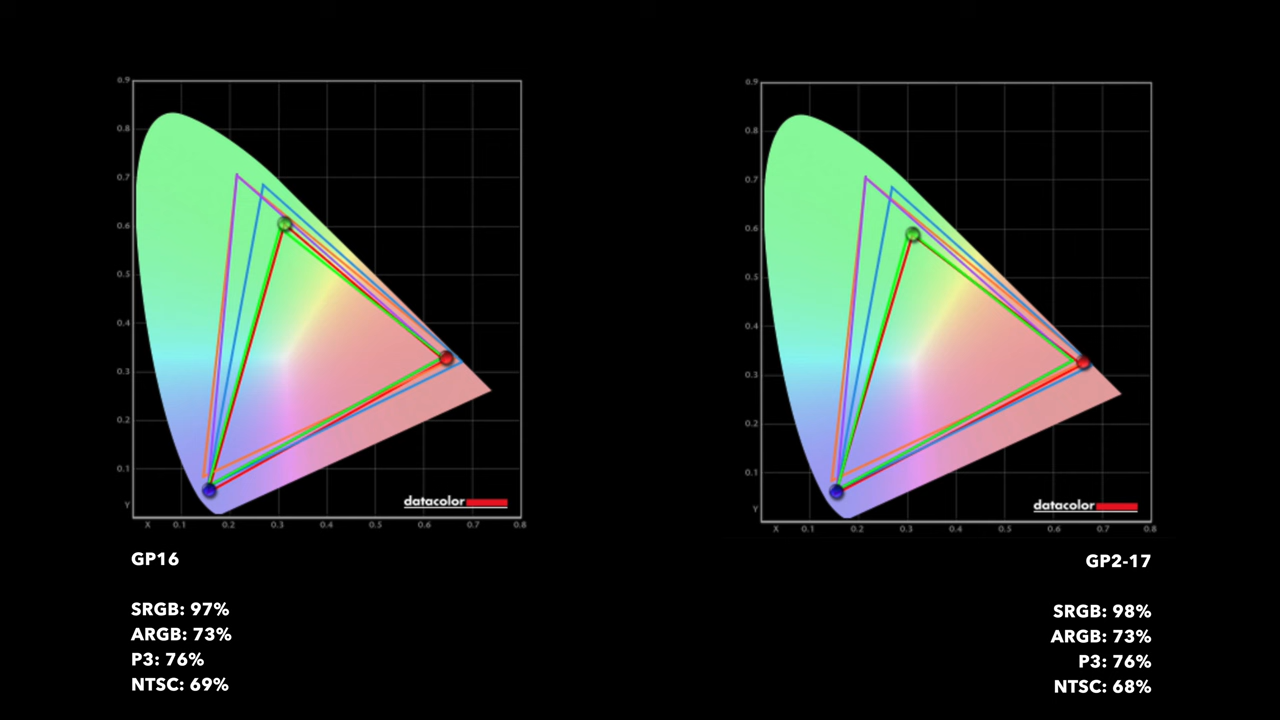 0.9
0.8
0.7
0.6
0.5
0.4
0.3
0.2
0.1
Y
X 0.1 0.2 0.3 0.4 0.5 0.6 0.7 0.8
datacolor
GP16
SRGB: 97%
ARGB: 73%
P3: 76%
NTSC: 69%
0.9
0.8
0.7
0.6
0.5
0.4
0.3
0.2
0.1
Y
X 0.1 0.2 0.3 0.4 0.5 0.6 0.7 0.8
datacolor
GP2-17
SRGB: 98%
ARGB: 73%
P3: 76%
NTSC: 68%